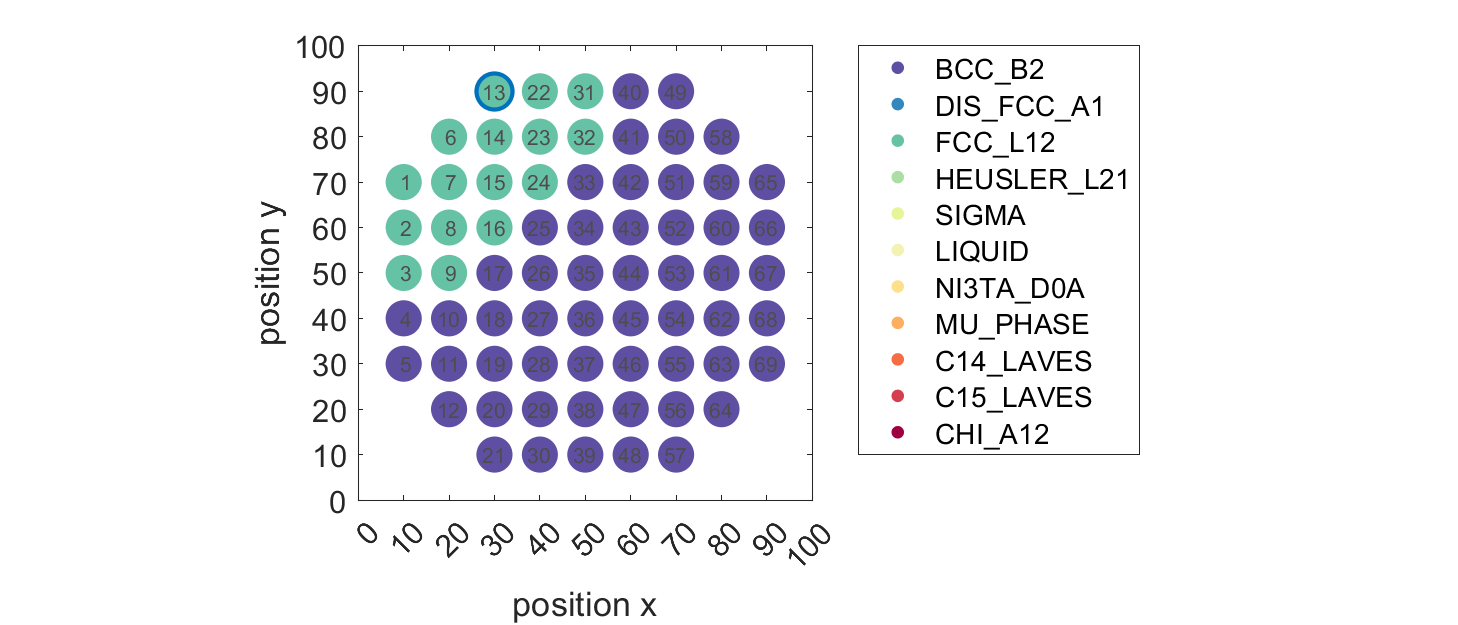 100
90
80
70
60
50
40
30
20
10
0
position y
13 22 31 40 49
6 14 23 32 41 50 58
1 7 15 24 33 42 51 59 65
2 8 16 25 34 43 52 60 66
3 9 17 26 35 44 53 61 67
4 10 18 27 36 45 54 62 68
5 11 19 28 37 46 55 63 69
12 20 29 38 47 56 64
21 30 39 48 57
0 10 20 30 40 50 60 70 80 90 100
position x
BCC_B2
DIS_FCC_A1
FCC_L12
HEUSLER_L21
SIGMA
LIQUID
NI3TA_D0A
MU_PHASE
C14_LAVES
C15_LAVES
CHI_A12